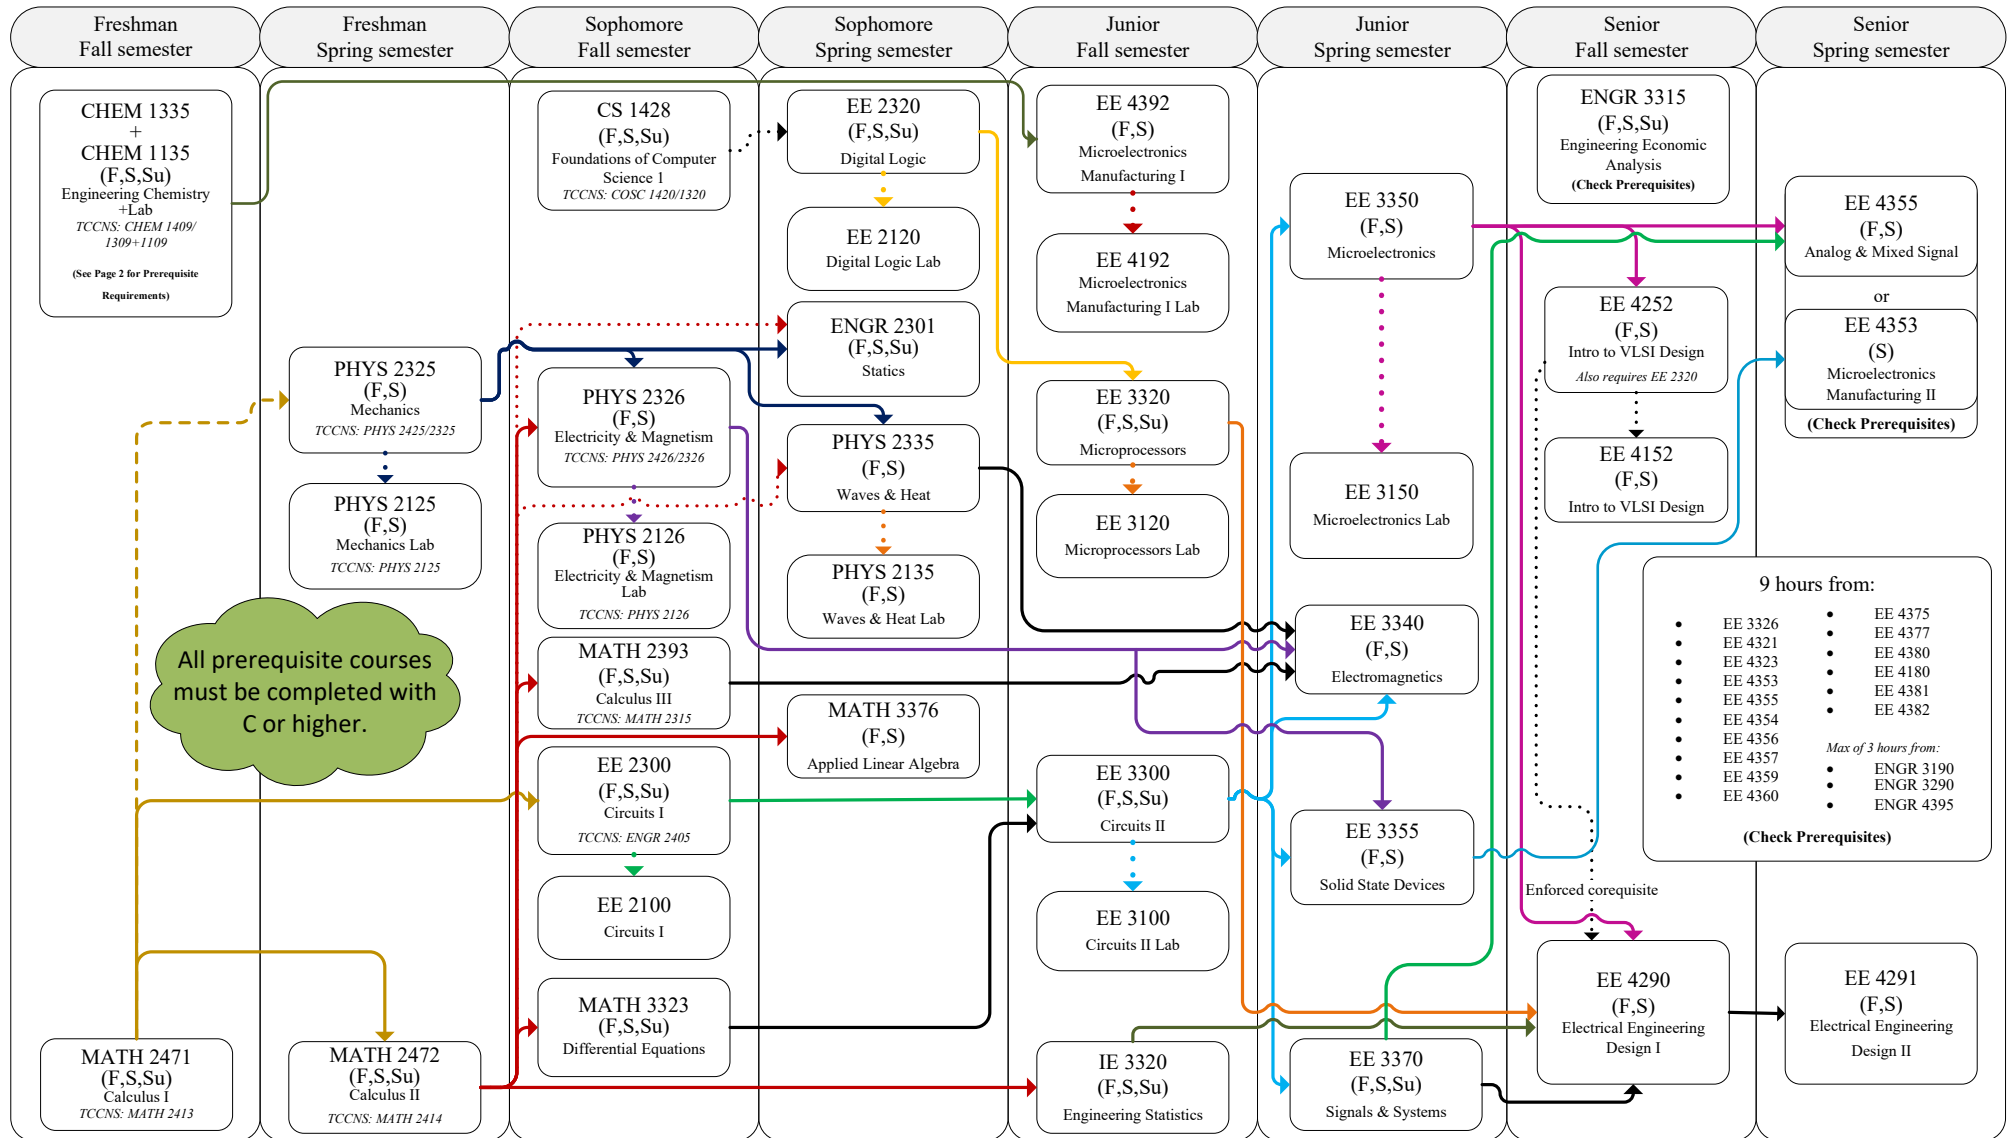 Freshman
Fall semester
Freshman
Spring semester
Sophomore
Fall semester
Sophomore
Spring semester
Junior
Fall semester
Junior
Spring semester
Senior
Fall semester
Senior
Spring semester
CHEM 1335
+
CHEM 1135
(F,S,Su)
Engineering Chemistry
+Lab
TCCNS: CHEM 1409/
1309+1109
(See Page 2 for Prerequisite
Requirements)
MATH 2471
(F,S,Su)
Calculus I
TCCNS: MATH 2413
PHYS 2325
(F,S)
Mechanics
TCCNS: PHYS 2425/2325
PHYS 2125
(F,S)
Mechanics Lab
TCCNS: PHYS 2125
All prerequisite courses
must be completed with
C or higher.
MATH 2472
(F,S,Su)
Calculus II
TCCNS: MATH 2414
CS 1428
(F,S,Su)
Foundations of Computer
Science 1
TCCNS: COSC 1420/1320
PHYS 2326
(F,S)
Electricity & Magnetism
TCCNS: PHYS 2426/2326
PHYS 2126
(F,S)
Electricity & Magnetism
Lab
TCCNS: PHYS 2126
MATH 2393
(F,S,Su)
Calculus III
TCCNS: MATH 2315
EE 2300
(F,S,Su)
Circuits I
TCCNS: ENGR 2405
EE 2100
Circuits I
MATH 3323
(F,S,Su)
Differential Equations
EE 2320
(F,S,Su)
Digital Logic
EE 2120
Digital Logic Lab
ENGR 2301
(F,S,Su)
Statics
PHYS 2335
(F,S)
Waves & Heat
PHYS 2135
(F,S)
Waves & Heat Lab
MATH 3376
(F,S)
Applied Linear Algebra
EE 4392
(F,S)
Microelectronics
Manufacturing I
EE 4192
Microelectronics
Manufacturing I Lab
EE 3320
(F,S,Su)
Microprocessors
EE 3120
Microprocessors Lab
EE 3300
(F,S,Su)
Circuits II
EE 3100
Circuits II Lab
IE 3320
(F,S,Su)
Engineering Statistics
EE 3350
(F,S)
Microelectronics
EE 3150
Microelectronics Lab
EE 3340
(F,S)
Electromagnetics
EE 3355
(F,S)
Solid State Devices
EE 3370
(F,S,Su)
Signals & Systems
ENGR 3315
(F,S,Su)
Engineering Economic
Analysis
(Check Prerequisites)
EE 4252
(F,S)
Intro to VLSI Design
Also requires EE 2320
EE 4152
(F,S)
Intro to VLSI Design
Enforced corequisite
EE 4290
(F,S)
Electrical Engineering
Design I
EE 4355
(F,S)
Analog & Mixed Signal
or
EE 4353
(S)
Microelectronics
Manufacturing II
(Check Prerequisites)
9 hours from:
• EE 3326
• EE 4321
• EE 4323
• EE 4353
• EE 4355
• EE 4354
• EE 4356
• EE 4357
• EE 4359
• EE 4360
• EE 4375
• EE 4377
• EE 4380
• EE 4180
• EE 4381
• EE 4382
Max of 3 hours from:
• ENGR 3190
• ENGR 3290
• ENGR 4395
(Check Prerequisites)
EE 4291
(F,S)
Electrical Engineering
Design II